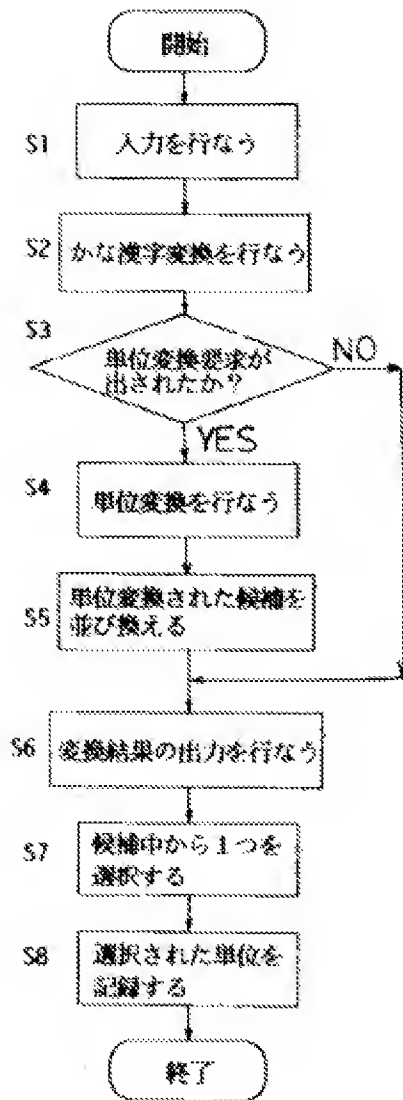 開始
S1
入力を行なう
S2
かな漢字変換を行なう
S3
単位変換要求が
出されたか?
NO
YES
S4
単位変換を行なう
S5
単位変換された候補を
並び換える
S6
変換結果の出力を行なう
S7
候補中から1つを
選択する
S8
選択された単位を
記録する
終了